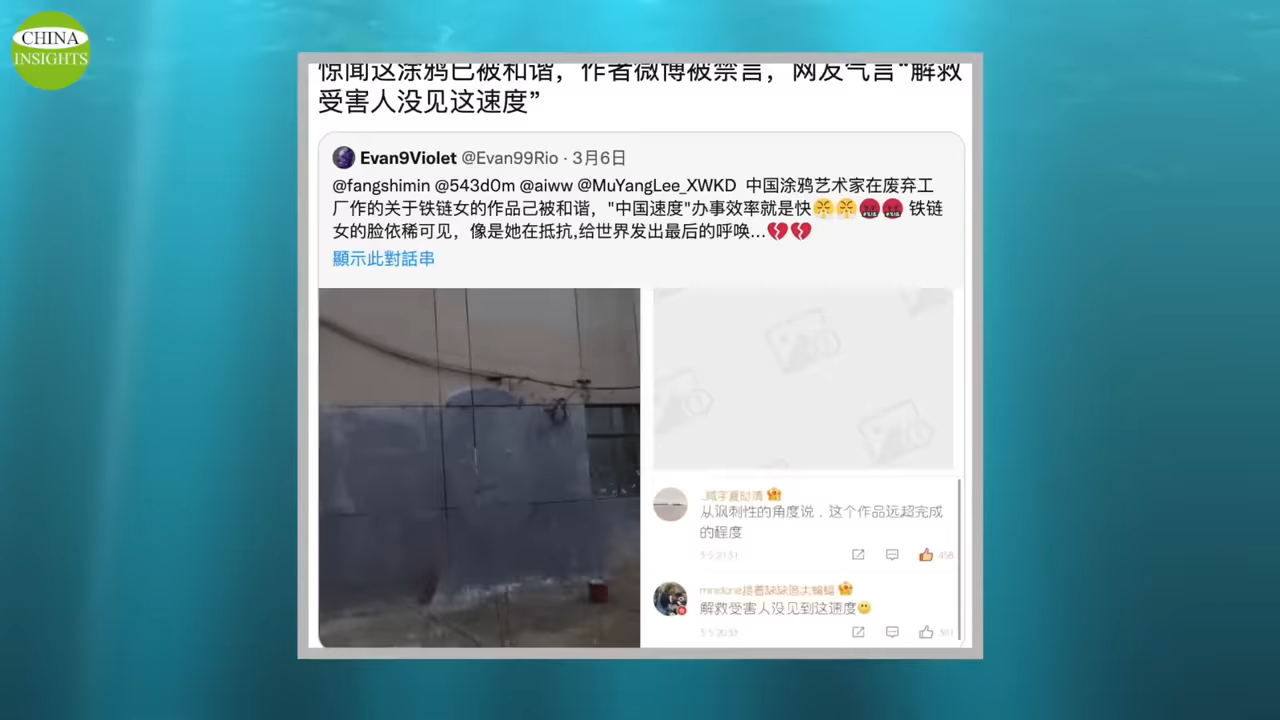 CHINA
INSIGHTS
惊闻这涂鸦已被和谐，作者微博被禁言，网友气言“解救
受害人没见这速度”
Evan9Violet @Evan99Rio · 3月6日
@fangshimin @543d0m @aiww @MuYangLee_XWKD 中国涂鸦艺术家在废弃工
厂作的关于铁链女的作品己被和谐，"中国速度"办事效率就是快😤😤🤬🤬 铁链
女的脸依稀可见，像是她在抵抗,给世界发出最后的呼唤...💔💔
顯示此對話串
从讽刺性的角度说，这个作品远超完成
的程度
458
解救受害人没见到这速度😶